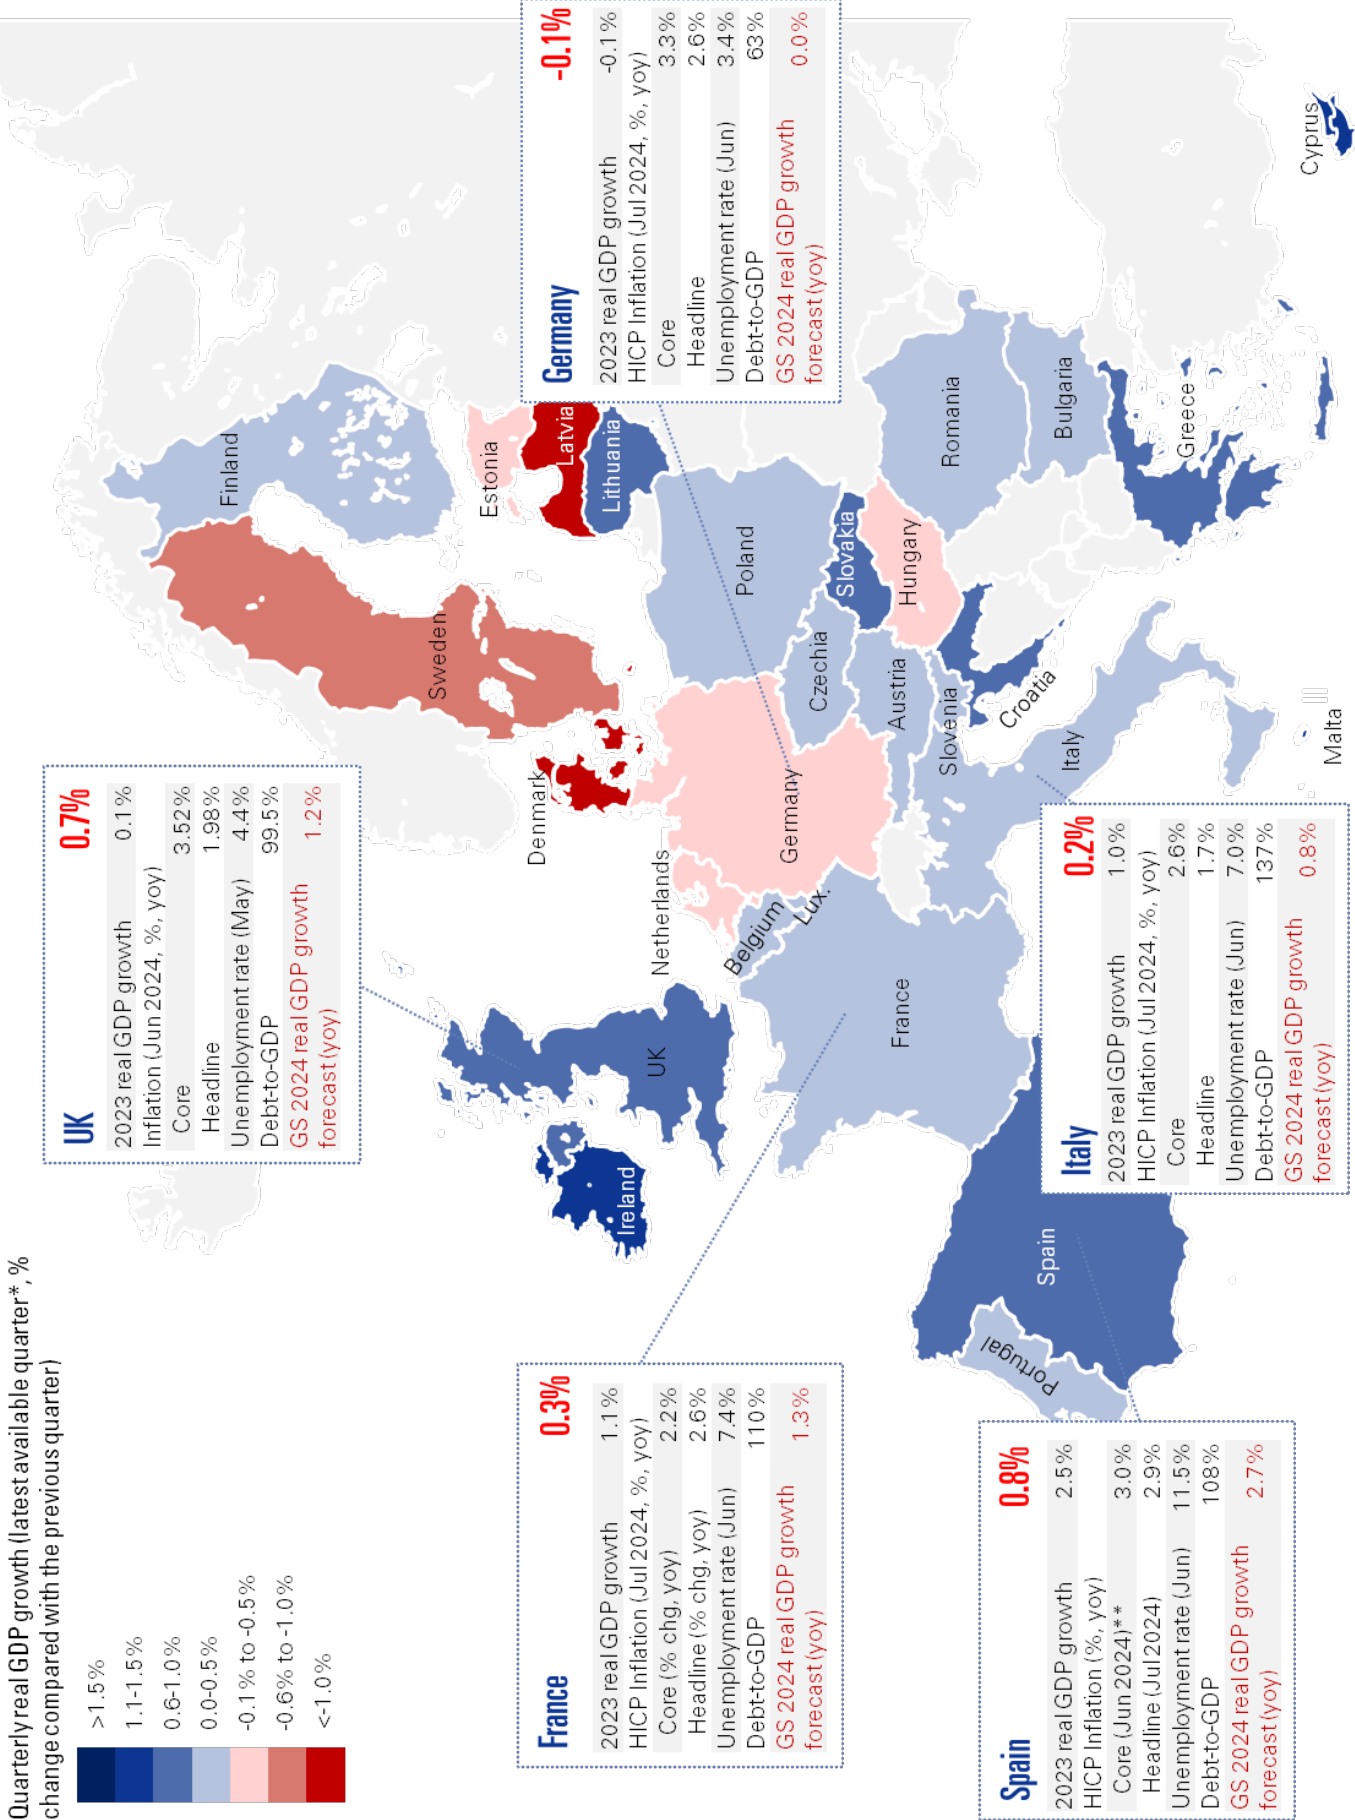 Quarterly real GDP growth (latest available quarter*, %
change compared with the previous quarter)
>1.5%
1.1-1.5%
0.6-1.0%
0.0-0.5%
-0.1% to -0.5%
-0.6% to -1.0%
<-1.0%
UK 0.7%
2023 real GDP growth 0.1%
Inflation (Jun 2024, %, yoy)
Core 3.52%
Headline 1.98%
Unemployment rate (May) 4.4%
Debt-to-GDP 99.5%
GS 2024 real GDP growth 1.2%
forecast (yoy)
Germany -0.1%
2023 real GDP growth -0.1%
HICP Inflation (Jul 2024, %, yoy)
Core 3.3%
Headline 2.6%
Unemployment rate (Jun) 3.4%
Debt-to-GDP 63%
GS 2024 real GDP growth 0.0%
forecast (yoy)
France 0.3%
2023 real GDP growth 1.1%
HICP Inflation (Jul 2024, %, yoy)
Core (% chg, yoy) 2.2%
Headline (% chg, yoy) 2.6%
Unemployment rate (Jun) 7.4%
Debt-to-GDP 110%
GS 2024 real GDP growth 1.3%
forecast (yoy)
Spain 0.8%
2023 real GDP growth 2.5%
HICP Inflation (%, yoy)
Core (Jun 2024)** 3.0%
Headline (Jul 2024) 2.9%
Unemployment rate (Jun) 11.5%
Debt-to-GDP 108%
GS 2024 real GDP growth 2.7%
forecast (yoy)
Italy 0.2%
2023 real GDP growth 1.0%
HICP Inflation (Jul 2024, %, yoy)
Core 2.6%
Headline 1.7%
Unemployment rate (Jun) 7.0%
Debt-to-GDP 137%
GS 2024 real GDP growth 0.8%
forecast (yoy)
Finland
Sweden
Estonia
Latvia
Lithuania
Denmark
Ireland
UK
Netherlands
Belgium
Lux.
Germany
Poland
Czechia
Slovakia
Austria
Hungary
Slovenia
Croatia
Romania
Bulgaria
France
Italy
Spain
Portugal
Greece
Malta
Cyprus